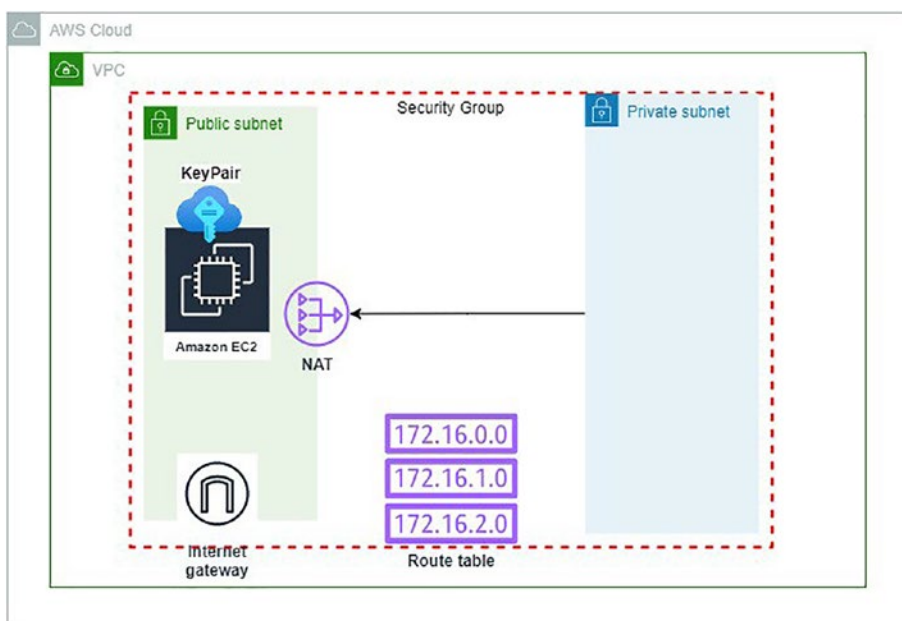 AWS Cloud
VPC
Security Group
Public subnet
Private subnet
KeyPair
Amazon EC2
NAT
172.16.0.0
172.16.1.0
172.16.2.0
Internet
gateway
Route table